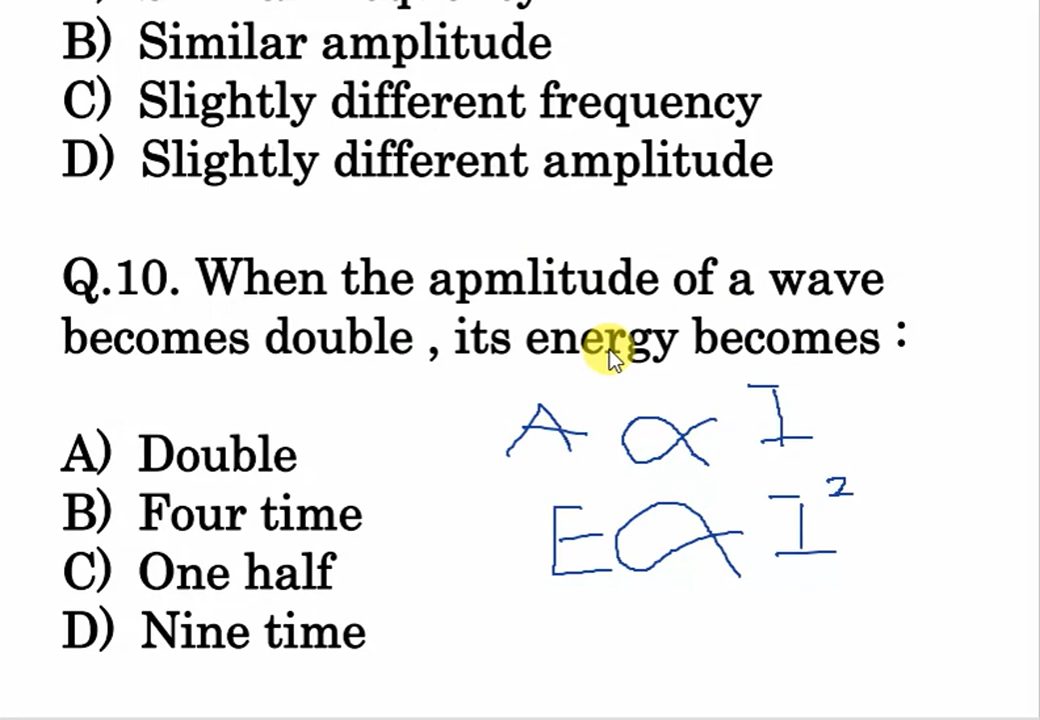 B) Similar amplitude
C) Slightly different frequency
D) Slightly different amplitude
Q.10. When the apmlitude of a wave
becomes double , its energy becomes :
A ∝ I
A) Double
E ∝ I²
B) Four time
C) One half
D) Nine time